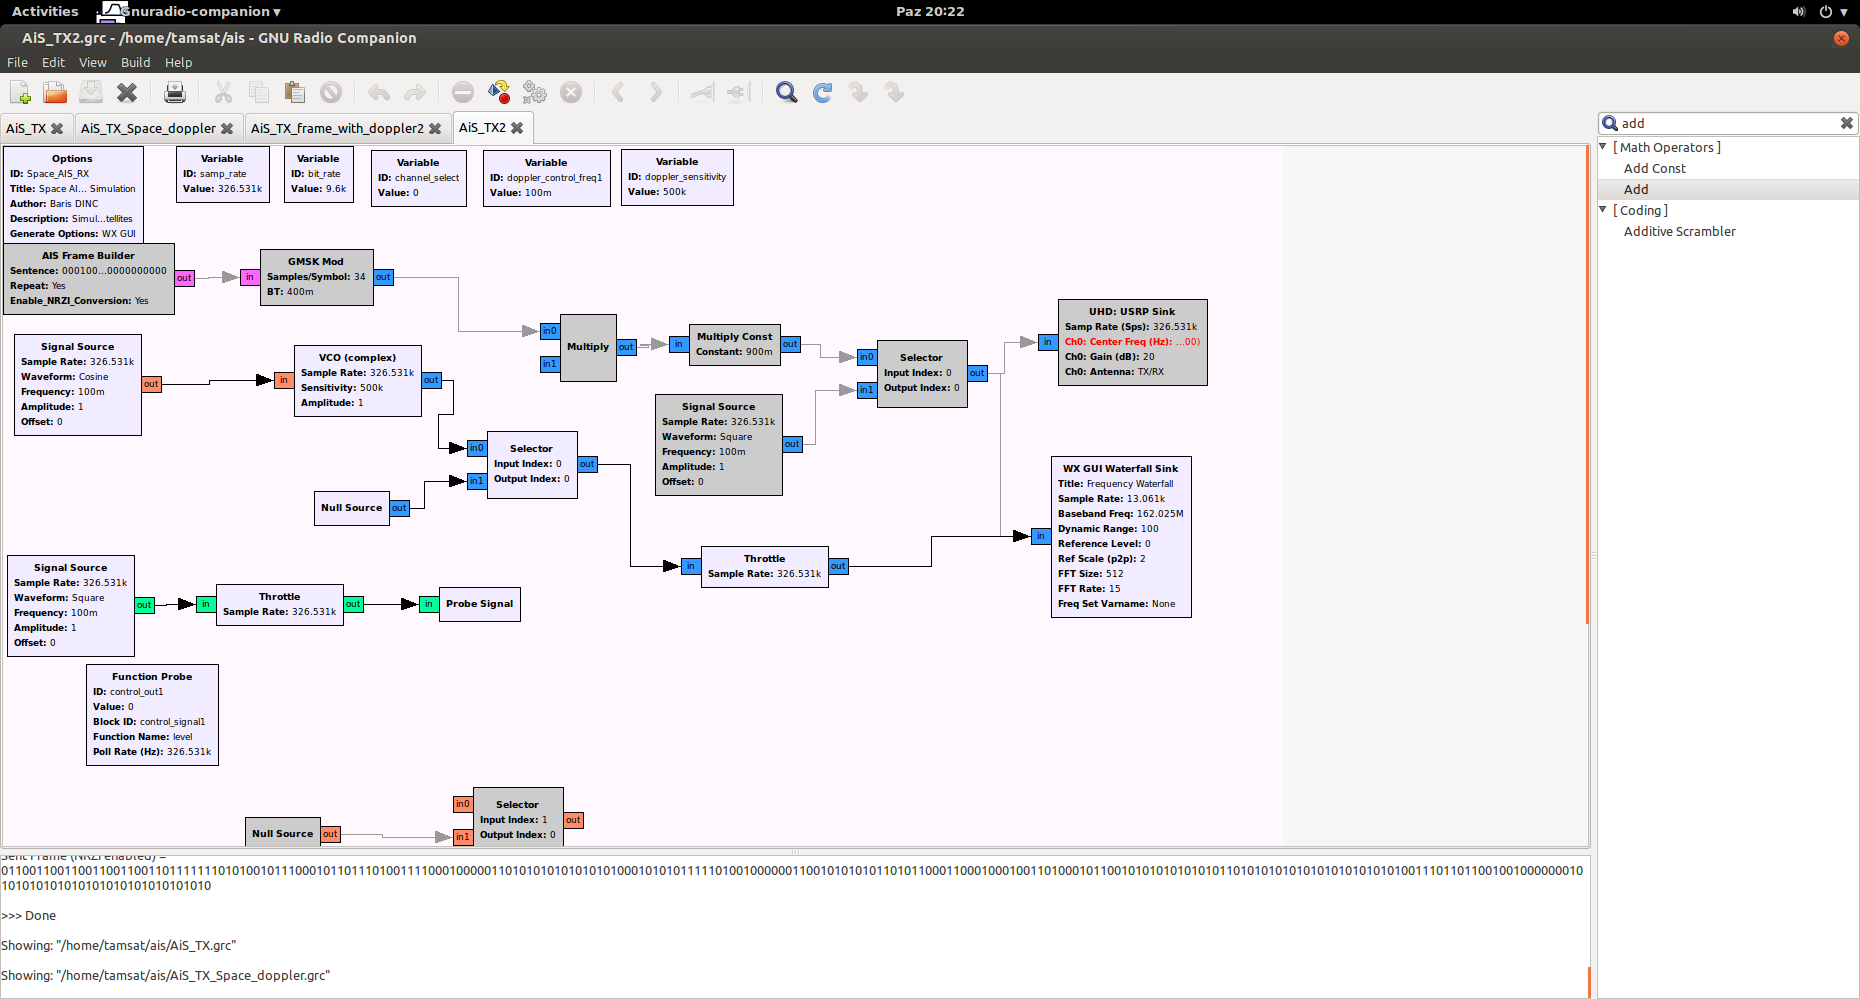 Activities
Gnuradio-companion ▾
Paz 20:22
AiS_TX2.grc - /home/tamsat/ais - GNU Radio Companion
File Edit View Build Help
AiS_TX
AiS_TX_Space_doppler
AiS_TX_frame_with_doppler2
AiS_TX2
add
[ Math Operators ]
Add Const
Add
[ Coding ]
Additive Scrambler
Options
ID: Space_AIS_RX
Title: Space Al... Simulation
Author: Baris DINC
Description: Simul...tellites
Generate Options: WX GUI
Variable
ID: samp_rate
Value: 326.531k
Variable
ID: bit_rate
Value: 9.6k
Variable
ID: channel_select
Value: 0
Variable
ID: doppler_control_freq1
Value: 100m
Variable
ID: doppler_sensitivity
Value: 500k
AIS Frame Builder
Sentence: 000100...0000000000
Repeat: Yes
Enable_NRZI_Conversion: Yes
out
in
GMSK Mod
Samples/Symbol: 34
BT: 400m
out
in0
in1
Multiply
out
in
Multiply Const
Constant: 900m
out
in0
in1
Selector
Input Index: 0
Output Index: 0
out
in
UHD: USRP Sink
Samp Rate (Sps): 326.531k
Ch0: Center Freq (Hz): ...00)
Ch0: Gain (dB): 20
Ch0: Antenna: TX/RX
Signal Source
Sample Rate: 326.531k
Waveform: Cosine
Frequency: 100m
Amplitude: 1
Offset: 0
out
in
VCO (complex)
Sample Rate: 326.531k
Sensitivity: 500k
Amplitude: 1
out
Signal Source
Sample Rate: 326.531k
Waveform: Square
Frequency: 100m
Amplitude: 1
Offset: 0
out
in0
in1
Selector
Input Index: 0
Output Index: 0
out
Null Source
out
WX GUI Waterfall Sink
Title: Frequency Waterfall
Sample Rate: 13.061k
Baseband Freq: 162.025M
Dynamic Range: 100
Reference Level: 0
Ref Scale (p2p): 2
FFT Size: 512
FFT Rate: 15
Freq Set Varname: None
in
in
Throttle
Sample Rate: 326.531k
out
Signal Source
Sample Rate: 326.531k
Waveform: Square
Frequency: 100m
Amplitude: 1
Offset: 0
out
in
Throttle
Sample Rate: 326.531k
out
in
Probe Signal
Function Probe
ID: control_out1
Value: 0
Block ID: control_signal1
Function Name: level
Poll Rate (Hz): 326.531k
Null Source
out
in0
in1
Selector
Input Index: 1
Output Index: 0
out
Sent Frame (NRZI enabled) =
>>> Done
Showing: "/home/tamsat/ais/AiS_TX.grc"
Showing: "/home/tamsat/ais/AiS_TX_Space_doppler.grc"